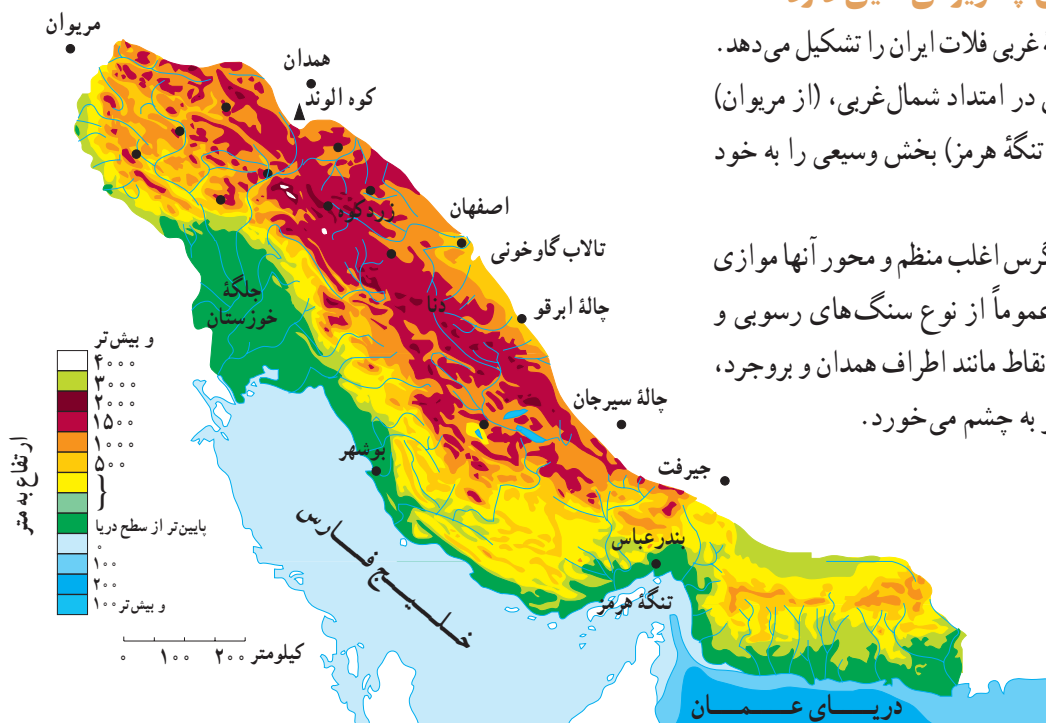 غربی فلات ایران را تشکیل می‌دهد.
در امتداد شمال‌غربی، (از مریوان)
تنگهٔ هرمز) بخش وسیعی را به خود
اغلب منظم و محور آنها موازی
عموماً از نوع سنگ‌های رسوبی و
نقاط مانند اطراف همدان و بروجرد،
به چشم می‌خورد.
مریوان
همدان
کوه الوند
زردکوه
اصفهان
تالاب گاوخونی
دنا
چالهٔ ابرقو
جلگهٔ
خوزستان
چالهٔ سیرجان
جیرفت
بوشهر
خلیج فارس
بندرعباس
تنگهٔ هرمز
دریای عمان
ارتفاع به متر
و بیش‌تر
۴۰۰۰
۳۰۰۰
۲۰۰۰
۱۵۰۰
۱۰۰۰
۵۰۰
پایین‌تر از سطح دریا
۰
۱۰۰
۲۰۰
۱۰۰ و بیش‌تر
۰ ۱۰۰ ۲۰۰ کیلومتر